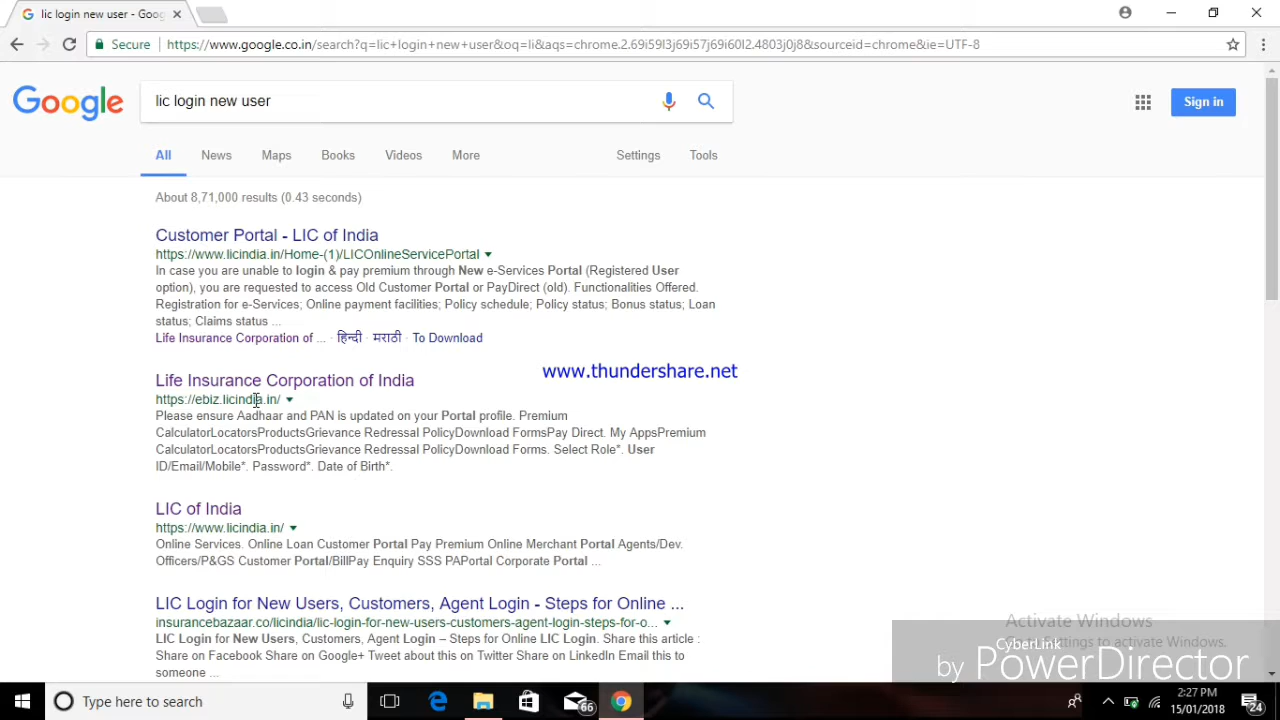 lic login new user - Goog
Secure
https://www.google.co.in/search?q=lic+login+new+user&oq=li&aqs=chrome.2.69i59l3j69i57j69i60l2.4803j0j8&sourceid=chrome&ie=UTF-8
Google
lic login new user
Sign in
All News Maps Books Videos More Settings Tools
About 8,71,000 results (0.43 seconds)
Customer Portal - LIC of India
https://www.licindia.in/Home-(1)/LICOnlineServicePortal
In case you are unable to login & pay premium through New e-Services Portal (Registered User
option), you are requested to access Old Customer Portal or PayDirect (old). Functionalities Offered.
Registration for e-Services; Online payment facilities; Policy schedule; Policy status; Bonus status; Loan
status; Claims status ...
Life Insurance Corporation of ... · हिन्दी · मराठी · To Download
www.thundershare.net
Life Insurance Corporation of India
https://ebiz.licindia.in/
Please ensure Aadhaar and PAN is updated on your Portal profile. Premium
CalculatorLocatorsProductsGrievance Redressal PolicyDownload FormsPay Direct. My AppsPremium
CalculatorLocatorsProductsGrievance Redressal PolicyDownload Forms. Select Role*. User
ID/Email/Mobile*. Password*. Date of Birth*.
LIC of India
https://www.licindia.in/
Online Services. Online Loan Customer Portal Pay Premium Online Merchant Portal Agents/Dev.
Officers/P&GS Customer Portal/BillPay Enquiry SSS PAPortal Corporate Portal ...
LIC Login for New Users, Customers, Agent Login - Steps for Online ...
insurancebazaar.co/licindia/lic-login-for-new-users-customers-agent-login-steps-for-o...
LIC Login for New Users, Customers, Agent Login – Steps for Online LIC Login. Share this article :
Share on Facebook Share on Google+ Tweet about this on Twitter Share on LinkedIn Email this to
someone ...
Activate Windows
Settings to activate Windows.
CyberLink
by PowerDirector
Type here to search
66
2:27 PM
15/01/2018
24